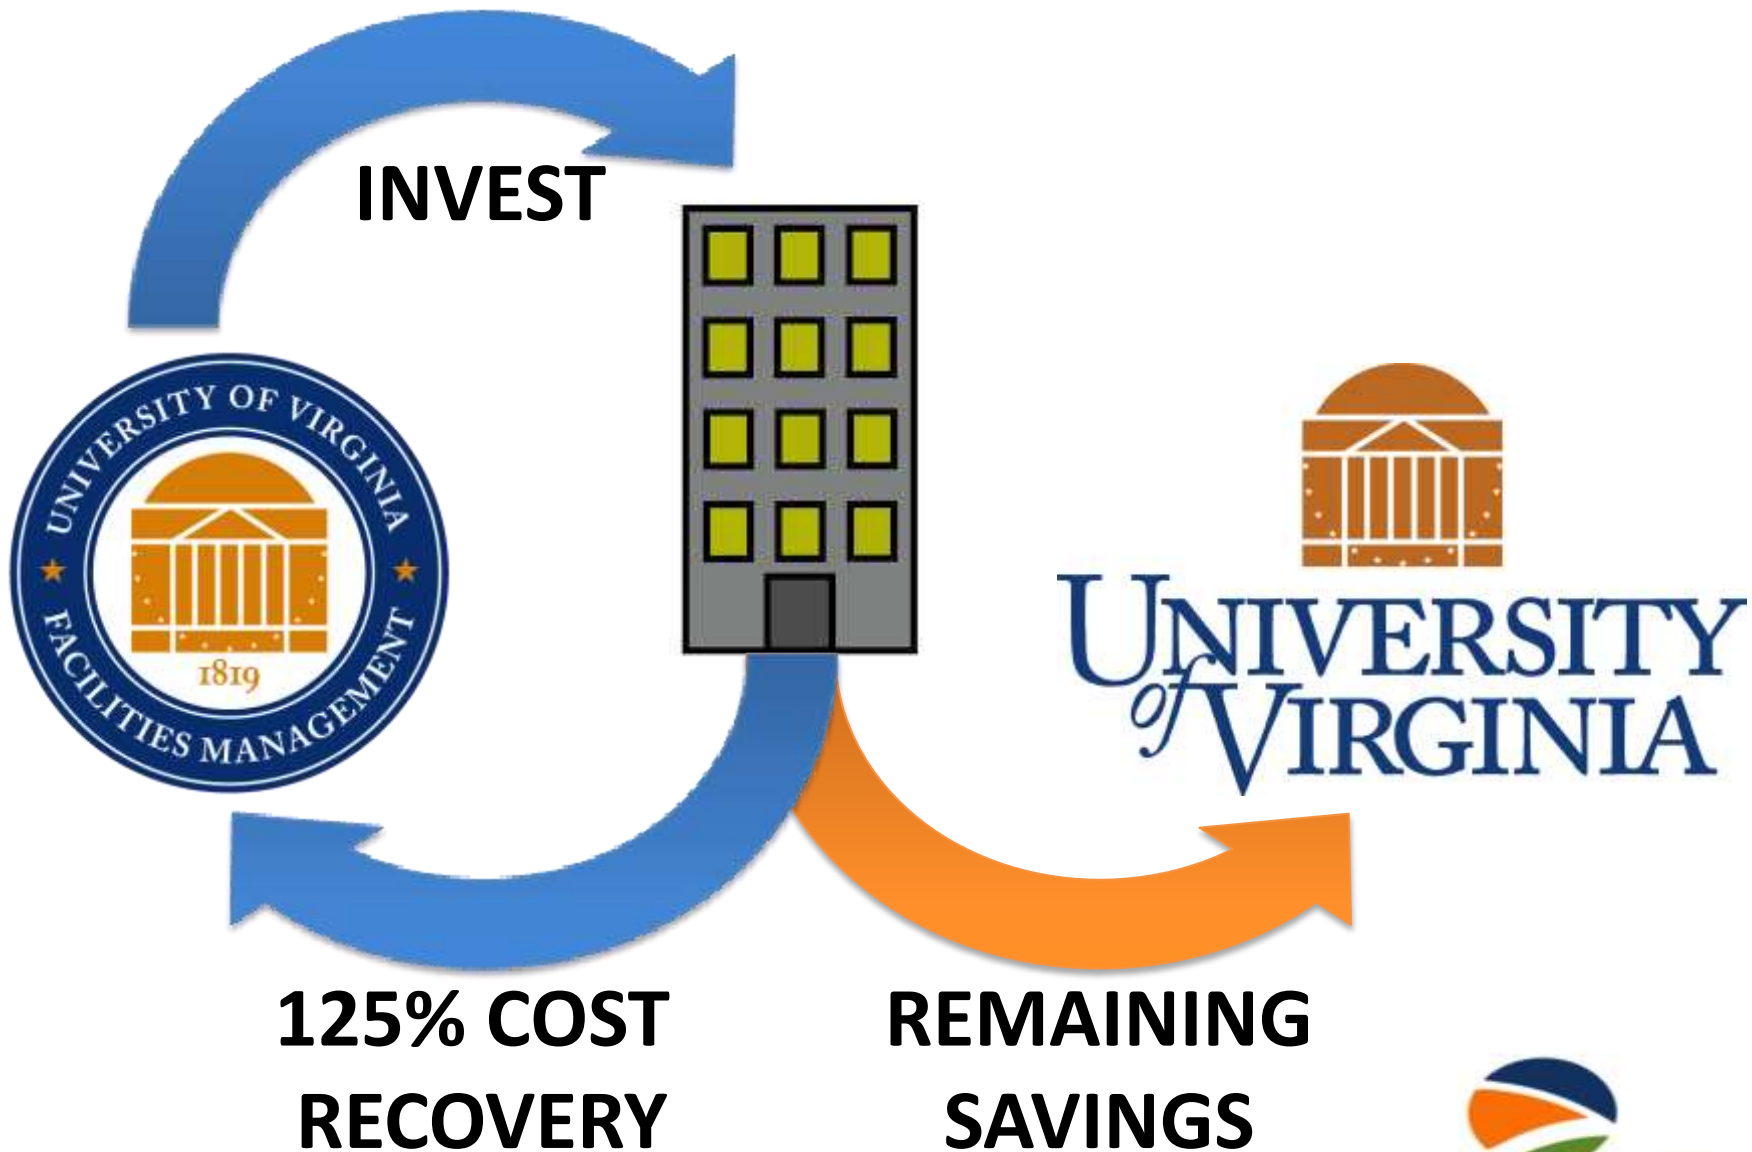 INVEST
UNIVERSITY OF VIRGINIA
1819
FACILITIES MANAGEMENT
UNIVERSITY
of VIRGINIA
125% COST
RECOVERY
REMAINING
SAVINGS